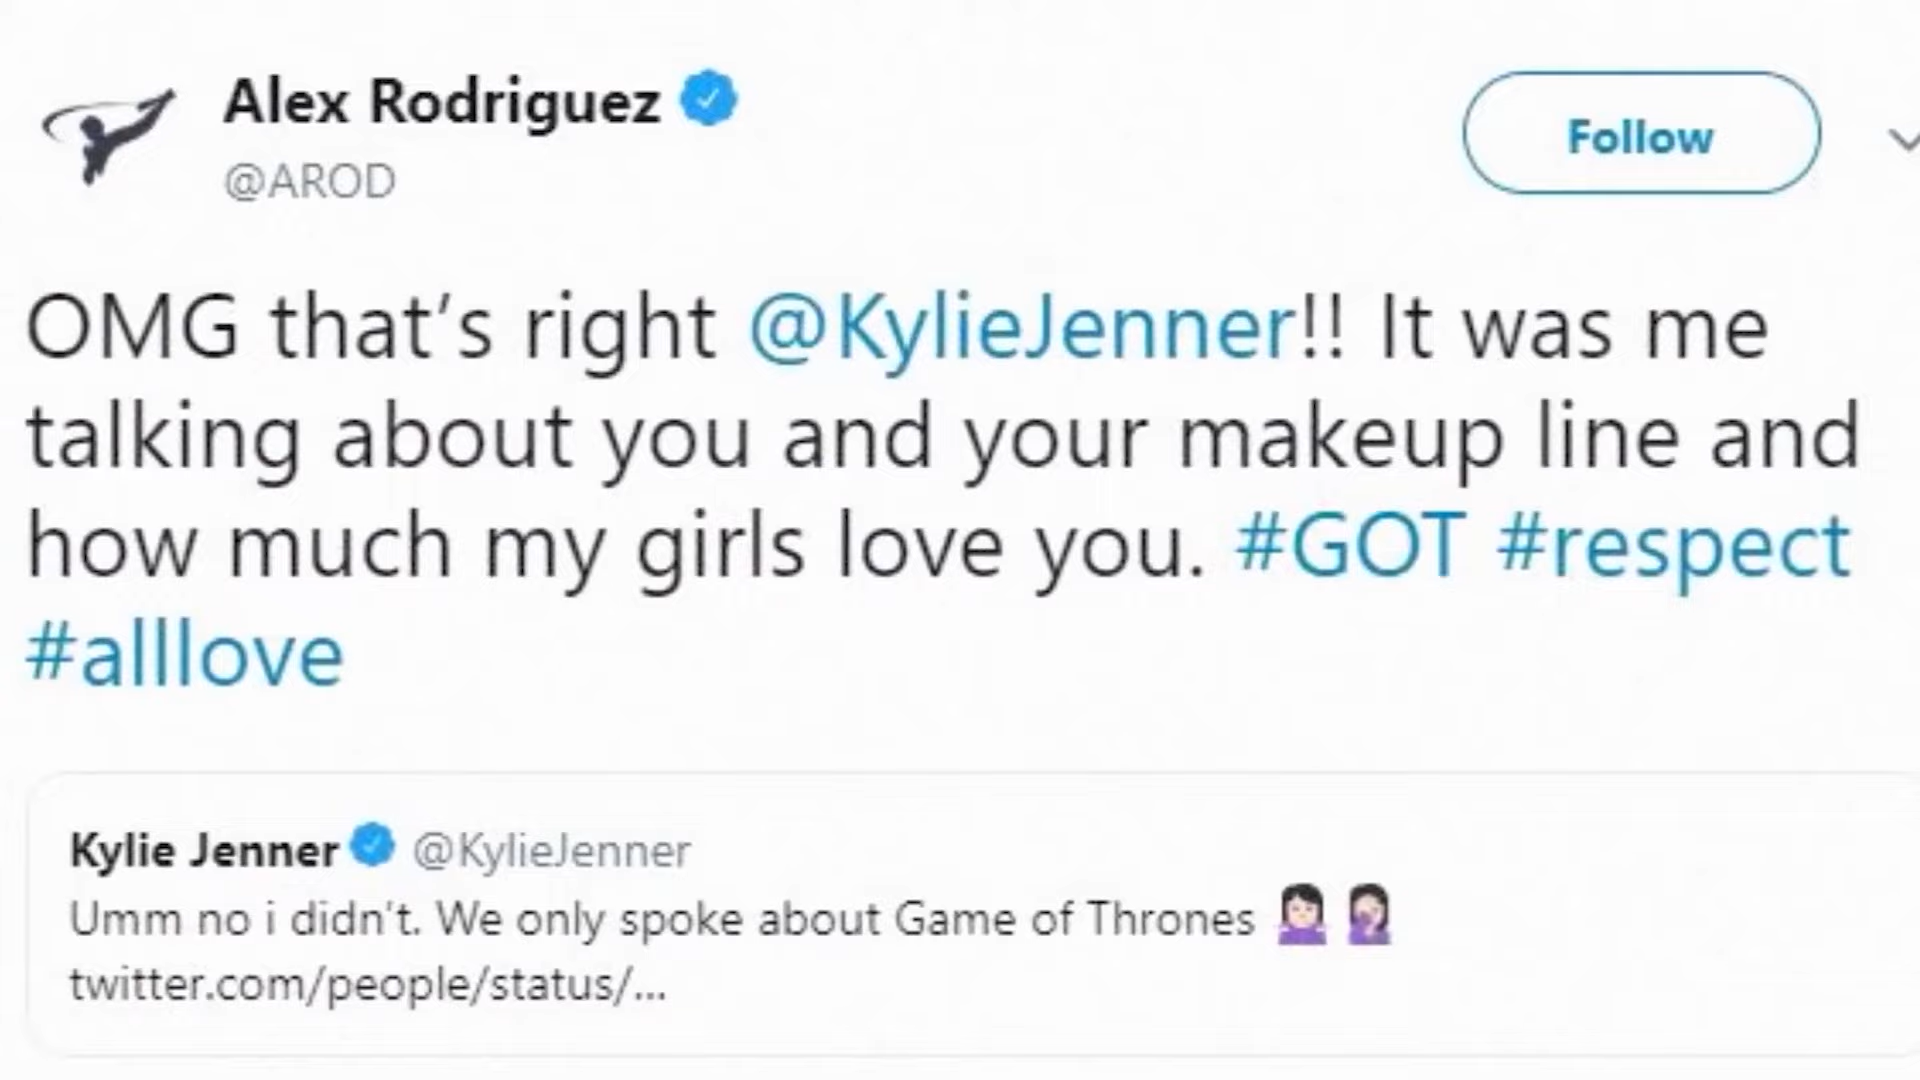 Alex Rodriguez
@AROD
Follow
OMG that’s right @KylieJenner!! It was me
talking about you and your makeup line and
how much my girls love you. #GOT #respect
#alllove
Kylie Jenner @KylieJenner
Umm no i didn't. We only spoke about Game of Thrones 🤷🏻‍♀️ 🤦🏻‍♀️
twitter.com/people/status/...